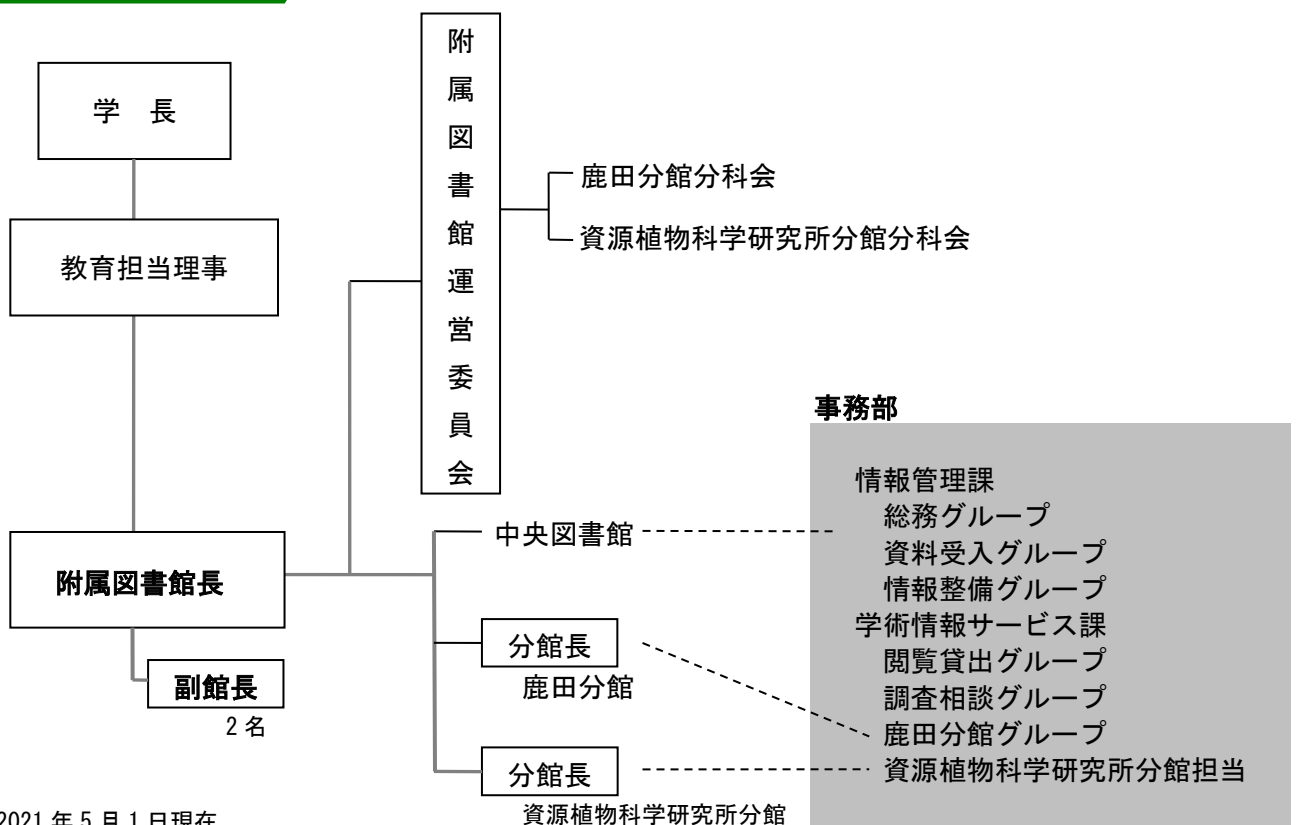 学　長
教育担当理事
附属図書館長
副館長
2 名
附属図書館運営委員会
鹿田分館分科会
資源植物科学研究所分館分科会
中央図書館
分館長
鹿田分館
分館長
資源植物科学研究所分館
事務部
情報管理課
総務グループ
資料受入グループ
情報整備グループ
学術情報サービス課
閲覧貸出グループ
調査相談グループ
鹿田分館グループ
資源植物科学研究所分館担当
2021 年 5 月 1 日現在